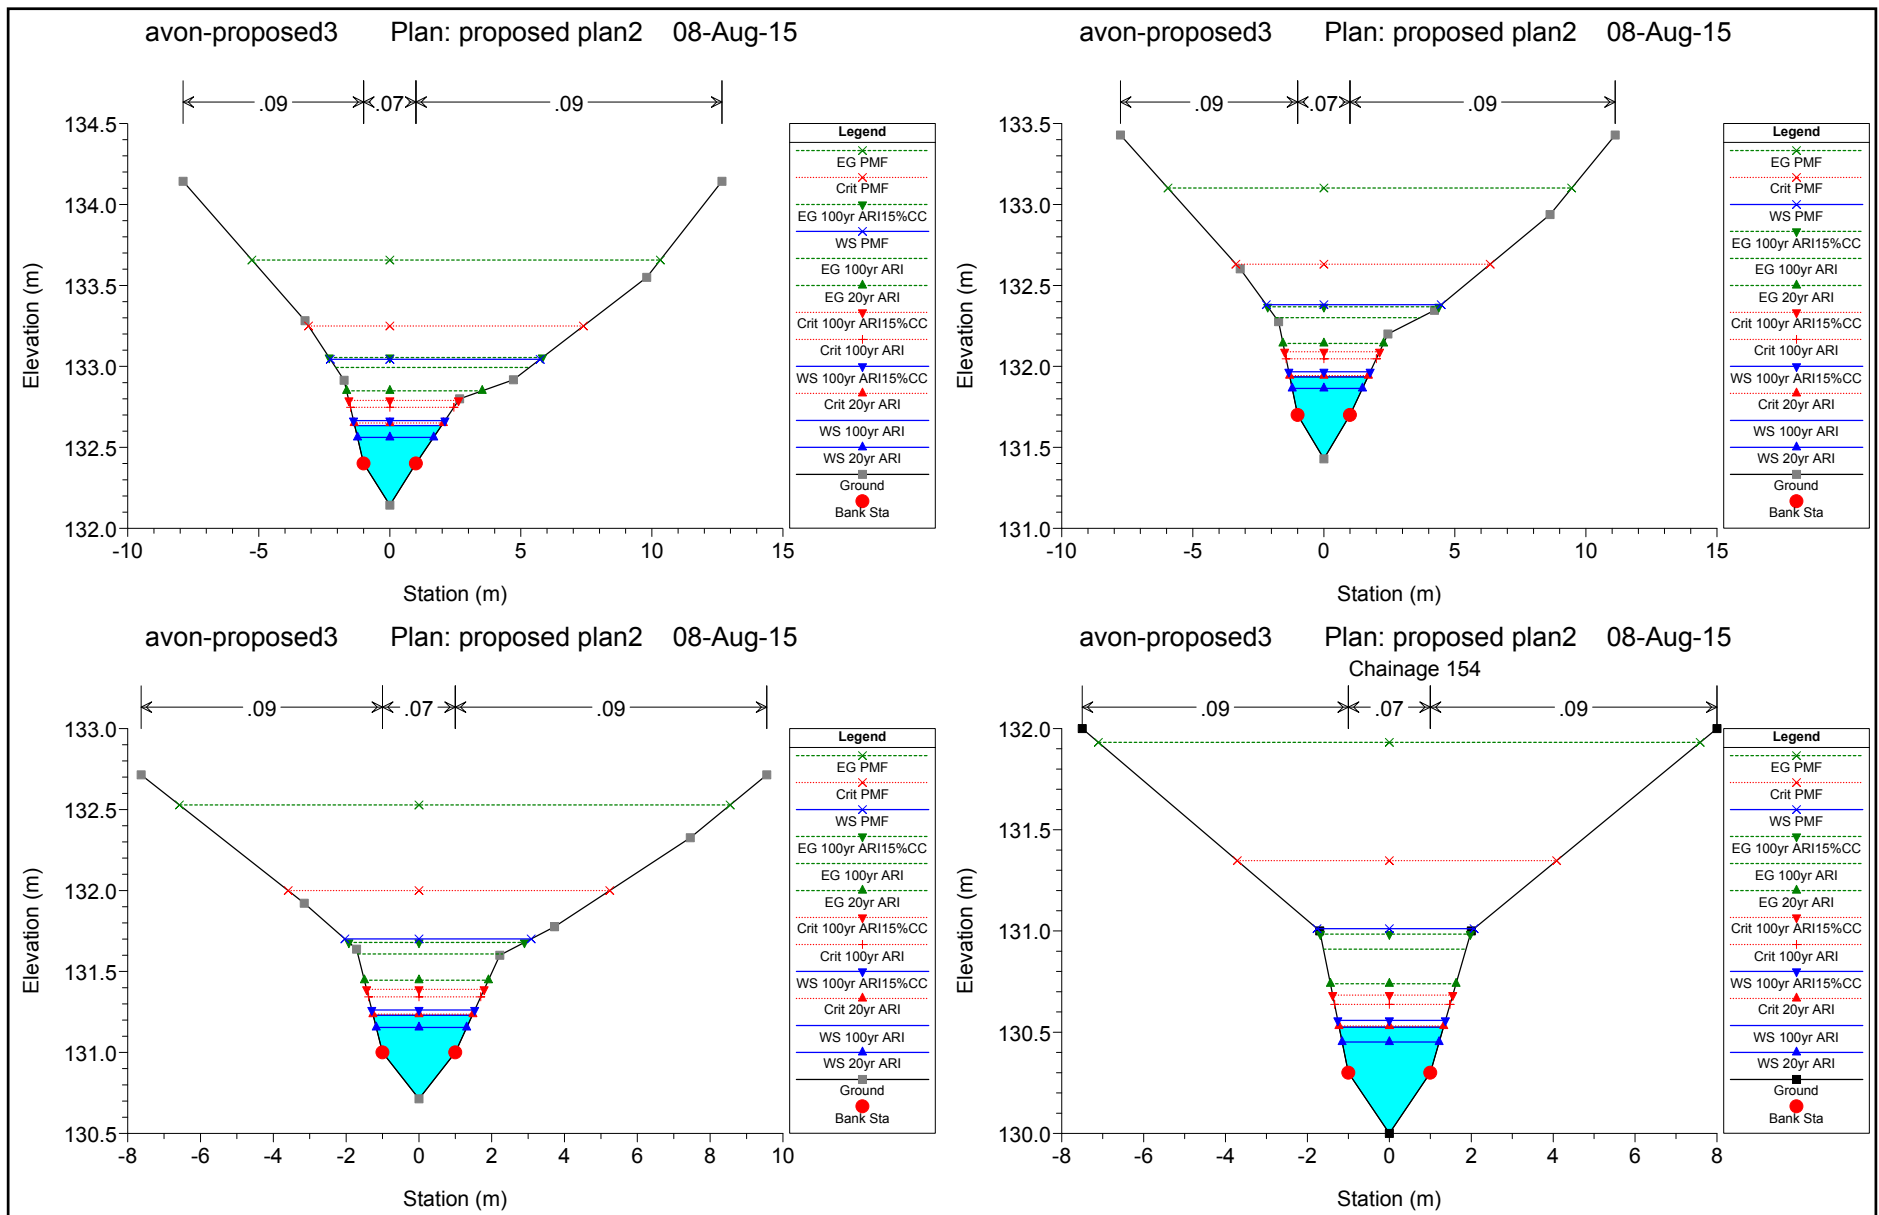 avon-proposed3 Plan: proposed plan2 08-Aug-15
.09 .07 .09
134.5
134.0
133.5
133.0
132.5
132.0
Elevation (m)
-10 -5 0 5 10 15
Station (m)
Legend
EG PMF
Crit PMF
EG 100yr ARI15%CC
WS PMF
EG 100yr ARI
EG 20yr ARI
Crit 100yr ARI15%CC
Crit 100yr ARI
WS 100yr ARI15%CC
Crit 20yr ARI
WS 100yr ARI
WS 20yr ARI
Ground
Bank Sta
avon-proposed3 Plan: proposed plan2 08-Aug-15
.09 .07 .09
133.5
133.0
132.5
132.0
131.5
131.0
Elevation (m)
-10 -5 0 5 10 15
Station (m)
Legend
EG PMF
Crit PMF
WS PMF
EG 100yr ARI15%CC
EG 100yr ARI
EG 20yr ARI
Crit 100yr ARI15%CC
Crit 100yr ARI
WS 100yr ARI15%CC
Crit 20yr ARI
WS 100yr ARI
WS 20yr ARI
Ground
Bank Sta
avon-proposed3 Plan: proposed plan2 08-Aug-15
.09 .07 .09
133.0
132.5
132.0
131.5
131.0
130.5
Elevation (m)
-8 -6 -4 -2 0 2 4 6 8 10
Station (m)
Legend
EG PMF
Crit PMF
WS PMF
EG 100yr ARI15%CC
EG 100yr ARI
EG 20yr ARI
Crit 100yr ARI15%CC
Crit 100yr ARI
WS 100yr ARI15%CC
Crit 20yr ARI
WS 100yr ARI
WS 20yr ARI
Ground
Bank Sta
avon-proposed3 Plan: proposed plan2 08-Aug-15
Chainage 154
.09 .07 .09
132.0
131.5
131.0
130.5
130.0
Elevation (m)
-8 -6 -4 -2 0 2 4 6 8
Station (m)
Legend
EG PMF
Crit PMF
WS PMF
EG 100yr ARI15%CC
EG 100yr ARI
EG 20yr ARI
Crit 100yr ARI15%CC
Crit 100yr ARI
WS 100yr ARI15%CC
Crit 20yr ARI
WS 100yr ARI
WS 20yr ARI
Ground
Bank Sta